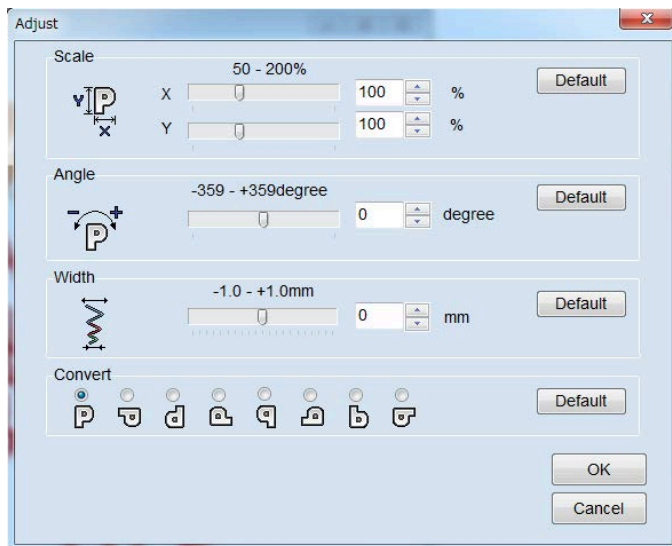 Adjust
Scale
50 - 200%
Y P X
X 100 % Default
Y 100 %
Angle
-359 - +359degree
- + P
0 degree Default
Width
-1.0 - +1.0mm
0 mm Default
Convert
P P P P P P P P
Default
OK
Cancel